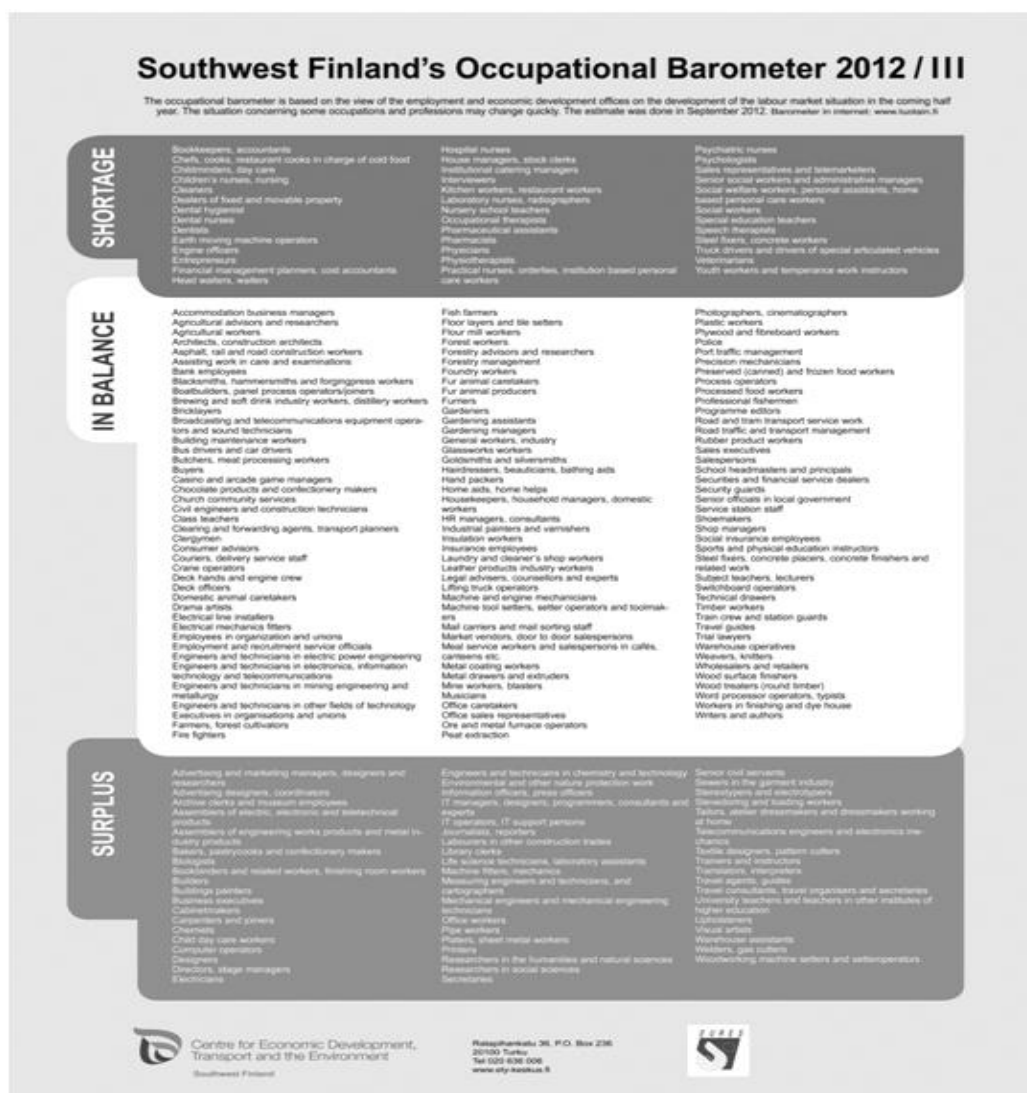 Southwest Finland's Occupational Barometer 2012 / III
The occupational barometer is based on the view of the employment and economic development offices on the development of the labour market situation in the coming half
year. The situation concerning some occupations and professions may change quickly. The estimate was done in September 2012. Barometer in internet: www.tuntsin.fi
SHORTAGE
Bookkeepers, accountants
Chefs, cooks, restaurant cooks in charge of cold food
Childminders, day care
Children's nurses, nursing
Cleaners
Dealers of fixed and movable property
Dental hygienist
Dental nurses
Dentists
Earth moving machine operators
Engine officers
Entrepreneurs
Financial management planners, cost accountants
Head waiters, waiters
Hospital nurses
House managers, stock clerks
Institutional catering managers
Interviewers
Kitchen workers, restaurant workers
Laboratory nurses, radiographers
Nursery school teachers
Occupational therapists
Pharmaceutical assistants
Pharmacists
Physicians
Physiotherapists
Practical nurses, orderlies, institution based personal
care workers
Psychiatric nurses
Psychologists
Sales representatives and telemarketers
Senior social workers and administrative managers
Social welfare workers, personal assistants, home
based personal care workers
Social workers
Special education teachers
Speech therapists
Steel fixers, concrete workers
Truck drivers and drivers of special articulated vehicles
Veterinarians
Youth workers and temperance work instructors
IN BALANCE
Accommodation business managers
Agricultural advisors and researchers
Agricultural workers
Architects, construction architects
Asphalt, rail and road construction workers
Assisting work in care and examinations
Bank employees
Blacksmiths, hammersmiths and forgingpress workers
Boatbuilders, panel process operators/joiners
Brewing and soft drink industry workers, distillery workers
Bricklayers
Broadcasting and telecommunications equipment opera-
tors and sound technicians
Building maintenance workers
Bus drivers and car drivers
Butchers, meat processing workers
Buyers
Casino and arcade game managers
Chocolate products and confectionery makers
Church community services
Civil engineers and construction technicians
Class teachers
Clearing and forwarding agents, transport planners
Clergymen
Consumer advisors
Couriers, delivery service staff
Crane operators
Deck hands and engine crew
Deck officers
Domestic animal caretakers
Drama artists
Electrical line installers
Electrical mechanics fitters
Employees in organization and unions
Employment and recruitment service officials
Engineers and technicians in electric power engineering
Engineers and technicians in electronics, information
technology and telecommunications
Engineers and technicians in mining engineering and
metallurgy
Engineers and technicians in other fields of technology
Executives in organisations and unions
Farmers, forest cultivators
Fire fighters
Fish farmers
Floor layers and tile setters
Flour mill workers
Forest workers
Forestry advisors and researchers
Forestry management
Foundry workers
Fur animal caretakers
Fur animal producers
Furriers
Gardeners
Gardening assistants
Gardening managers
General workers, industry
Glassworks workers
Goldsmiths and silversmiths
Hairdressers, beauticians, bathing aids
Hand packers
Home aids, home helps
Housekeepers, household managers, domestic
workers
HR managers, consultants
Industrial painters and varnishers
Insulation workers
Insurance employees
Laundry and cleaner's shop workers
Leather products industry workers
Legal advisers, counsellors and experts
Lifting truck operators
Machine and engine mechanicians
Machine tool setters, setter operators and toolmak-
ers
Mail carriers and mail sorting staff
Market vendors, door to door salespersons
Meal service workers and salespersons in cafés,
canteens etc.
Metal coating workers
Metal drawers and extruders
Mine workers, blasters
Musicians
Office caretakers
Office sales representatives
Ore and metal furnace operators
Peat extraction
Photographers, cinematographers
Plastic workers
Plywood and fibreboard workers
Police
Port traffic management
Precision mechanicians
Preserved (canned) and frozen food workers
Process operators
Processed food workers
Professional fishermen
Programme editors
Road and tram transport service work
Road traffic and transport management
Rubber product workers
Sales executives
Salespersons
School headmasters and principals
Securities and financial service dealers
Security guards
Senior officials in local government
Service station staff
Shoemakers
Shop managers
Social insurance employees
Sports and physical education instructors
Steel fixers, concrete placers, concrete finishers and
related work
Subject teachers, lecturers
Switchboard operators
Technical drawers
Timber workers
Train crew and station guards
Travel guides
Trial lawyers
Warehouse operatives
Weavers, knitters
Wholesalers and retailers
Wood surface finishers
Wood treaters (round timber)
Word processor operators, typists
Workers in finishing and dye house
Writers and authors
SURPLUS
Advertising and marketing managers, designers and
researchers
Advertising designers, coordinators
Archive clerks and museum employees
Assemblers of electric, electronic and eletechnical
products
Assemblers of engineering works products and metal in-
dustry products
Bakers, pastrycooks and confectionery makers
Biologists
Bookbinders and related workers, finishing room workers
Builders
Buildings painters
Business executives
Cabinetmakers
Carpenters and joiners
Chemists
Child day care workers
Computer operators
Designers
Directors, stage managers
Electricians
Engineers and technicians in chemistry and technology
Environmental and other nature protection work
Information officers, press officers
IT managers, designers, programmers, consultants and
experts
IT operators, IT support persons
Journalists, reporters
Labourers in other construction trades
Library clerks
Life science technicians, laboratory assistants
Machine fitters, mechanics
Measuring engineers and technicians, and
cartographers
Mechanical engineers and mechanical engineering
technicians
Office workers
Pipe workers
Platers, sheet metal workers
Printers
Researchers in the humanities and natural sciences
Researchers in social sciences
Secretaries
Senior civil servants
Sewers in the garment industry
Stereotypers and electrotypers
Stevedoring and loading workers
Tailors, atelier dressmakers and dressmakers working
at home
Telecommunications engineers and electronics me-
chanics
Textile designers, pattern cutters
Trainers and instructors
Translators, interpreters
Travel agents, guides
Travel consultants, travel organisers and secretaries
University teachers and teachers in other institutes of
higher education
Upholsterers
Visual artists
Warehouse assistants
Welders, gas cutters
Woodworking machine setters and setteroperators
Centre for Economic Development,
Transport and the Environment
Southwest Finland
Ratapihankatu 36, P.O. Box 236
20100 Turku
Tel 020 636 006
www.ely-keskus.fi
EURES